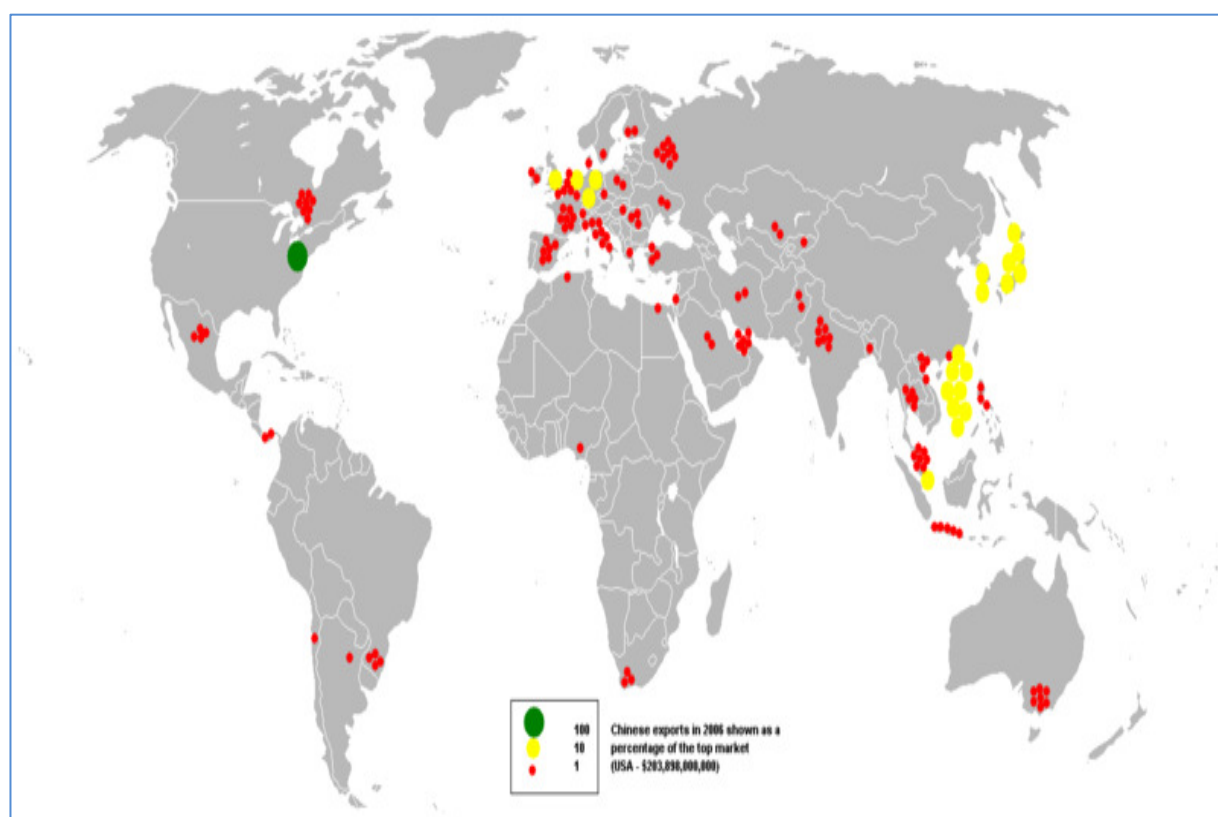 100 Chinese exports in 2006 shown as a
10 percentage of the top market
1 (USA - $203,898,000,000)